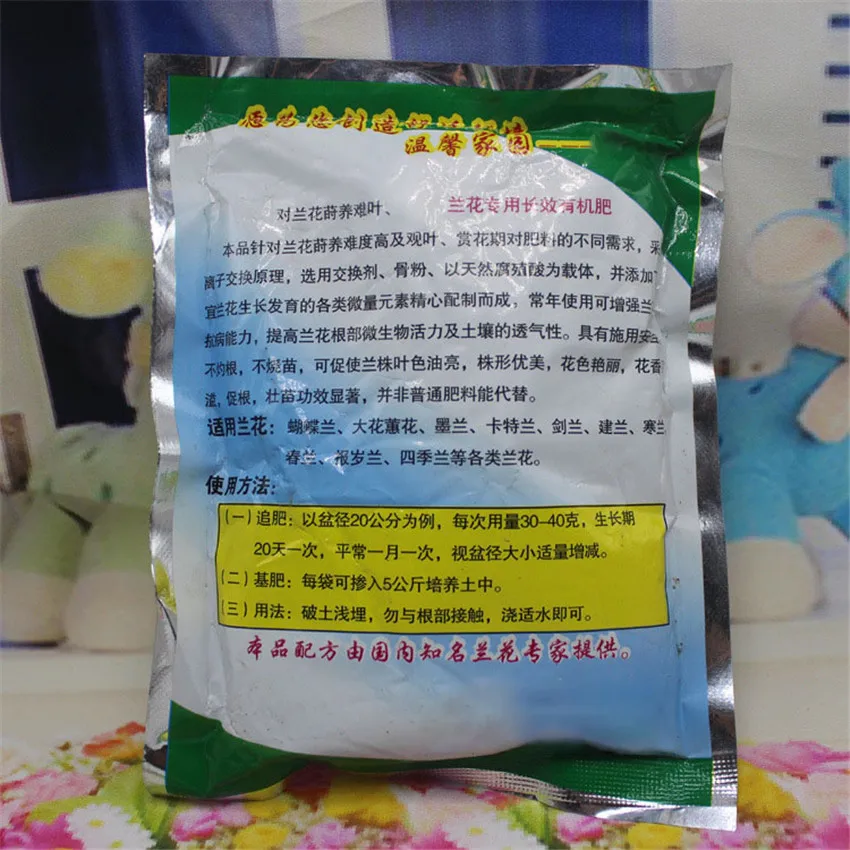 愿为您创造
温馨家园——
对兰花莳养难叶、 兰花专用长效有机肥
本品针对兰花莳养难度高及观叶、赏花期对肥料的不同需求，采
离子交换原理，选用交换剂、骨粉、以天然腐殖酸为载体，并添加
宜兰花生长发育的各类微量元素精心配制而成，常年使用可增强兰
抗病能力，提高兰花根部微生物活力及土壤的透气性。具有施用安全
不灼根，不烧苗，可促使兰株叶色油亮，株形优美，花色艳丽，花香
溢，促根，壮苗功效显著，并非普通肥料能代替。
适用兰花：蝴蝶兰、大花蕙花、墨兰、卡特兰、剑兰、建兰、寒兰
春兰、报岁兰、四季兰等各类兰花。
使用方法：
（一）追肥：以盆径20公分为例，每次用量30-40克，生长期
20天一次，平常一月一次，视盆径大小适量增减。
（二）基肥：每袋可掺入5公斤培养土中。
（三）用法：破土浅埋，勿与根部接触，浇适水即可。
本品配方由国内知名兰花专家提供。